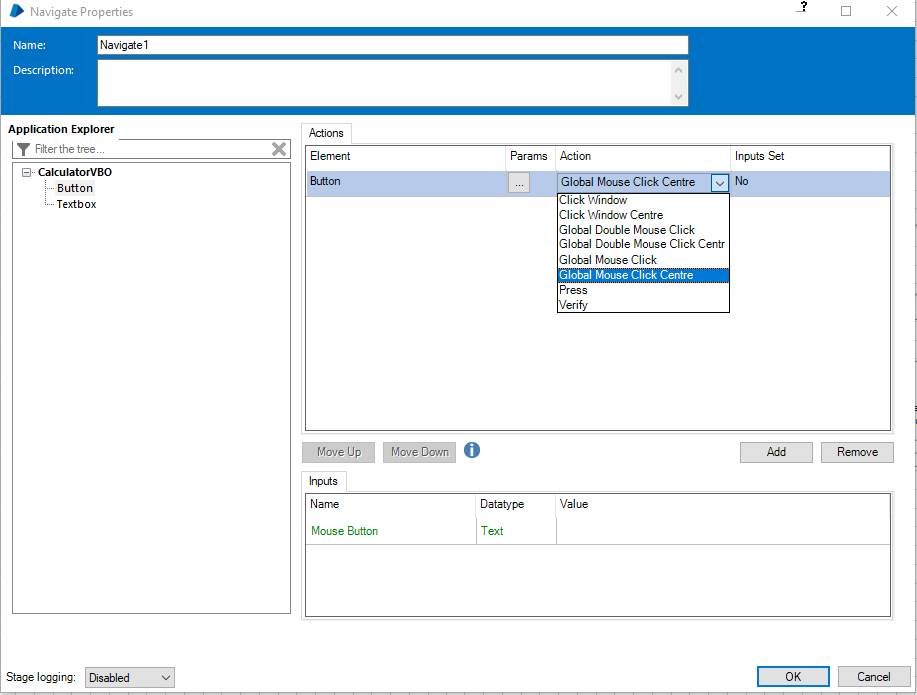 Navigate Properties
?
Name:
Navigate1
Description:
Application Explorer
Filter the tree...
CalculatorVBO
Button
Textbox
Actions
Element Params Action Inputs Set
Button ... Global Mouse Click Centre No
Click Window
Click Window Centre
Global Double Mouse Click
Global Double Mouse Click Centr
Global Mouse Click
Global Mouse Click Centre
Press
Verify
Move Up Move Down i Add Remove
Inputs
Name Datatype Value
Mouse Button Text
Stage logging: Disabled OK Cancel